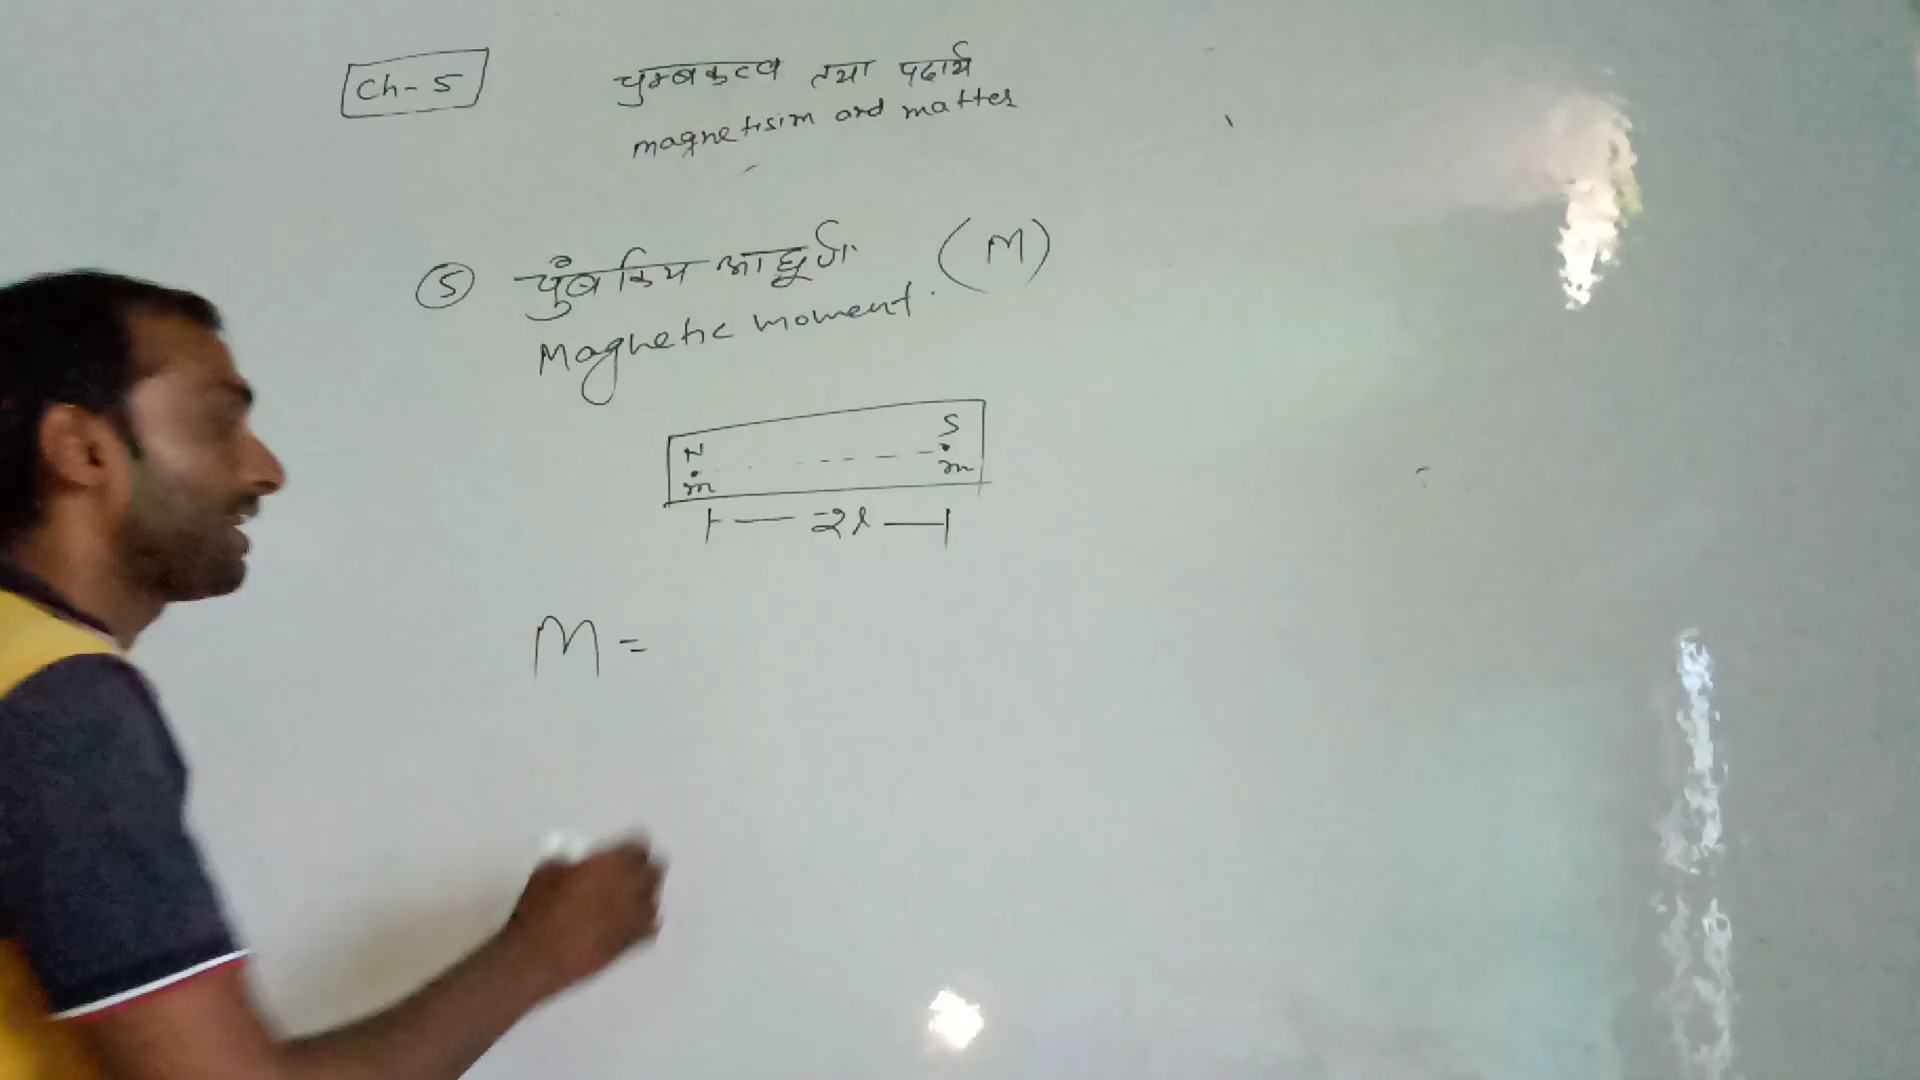 Ch-5
चुम्बकत्व तथा पदार्थ
magnetisim and matter
⑤ चुंबकिय आघूर्ण (M)
Magnetic moment.
N S
m m
2l
M =